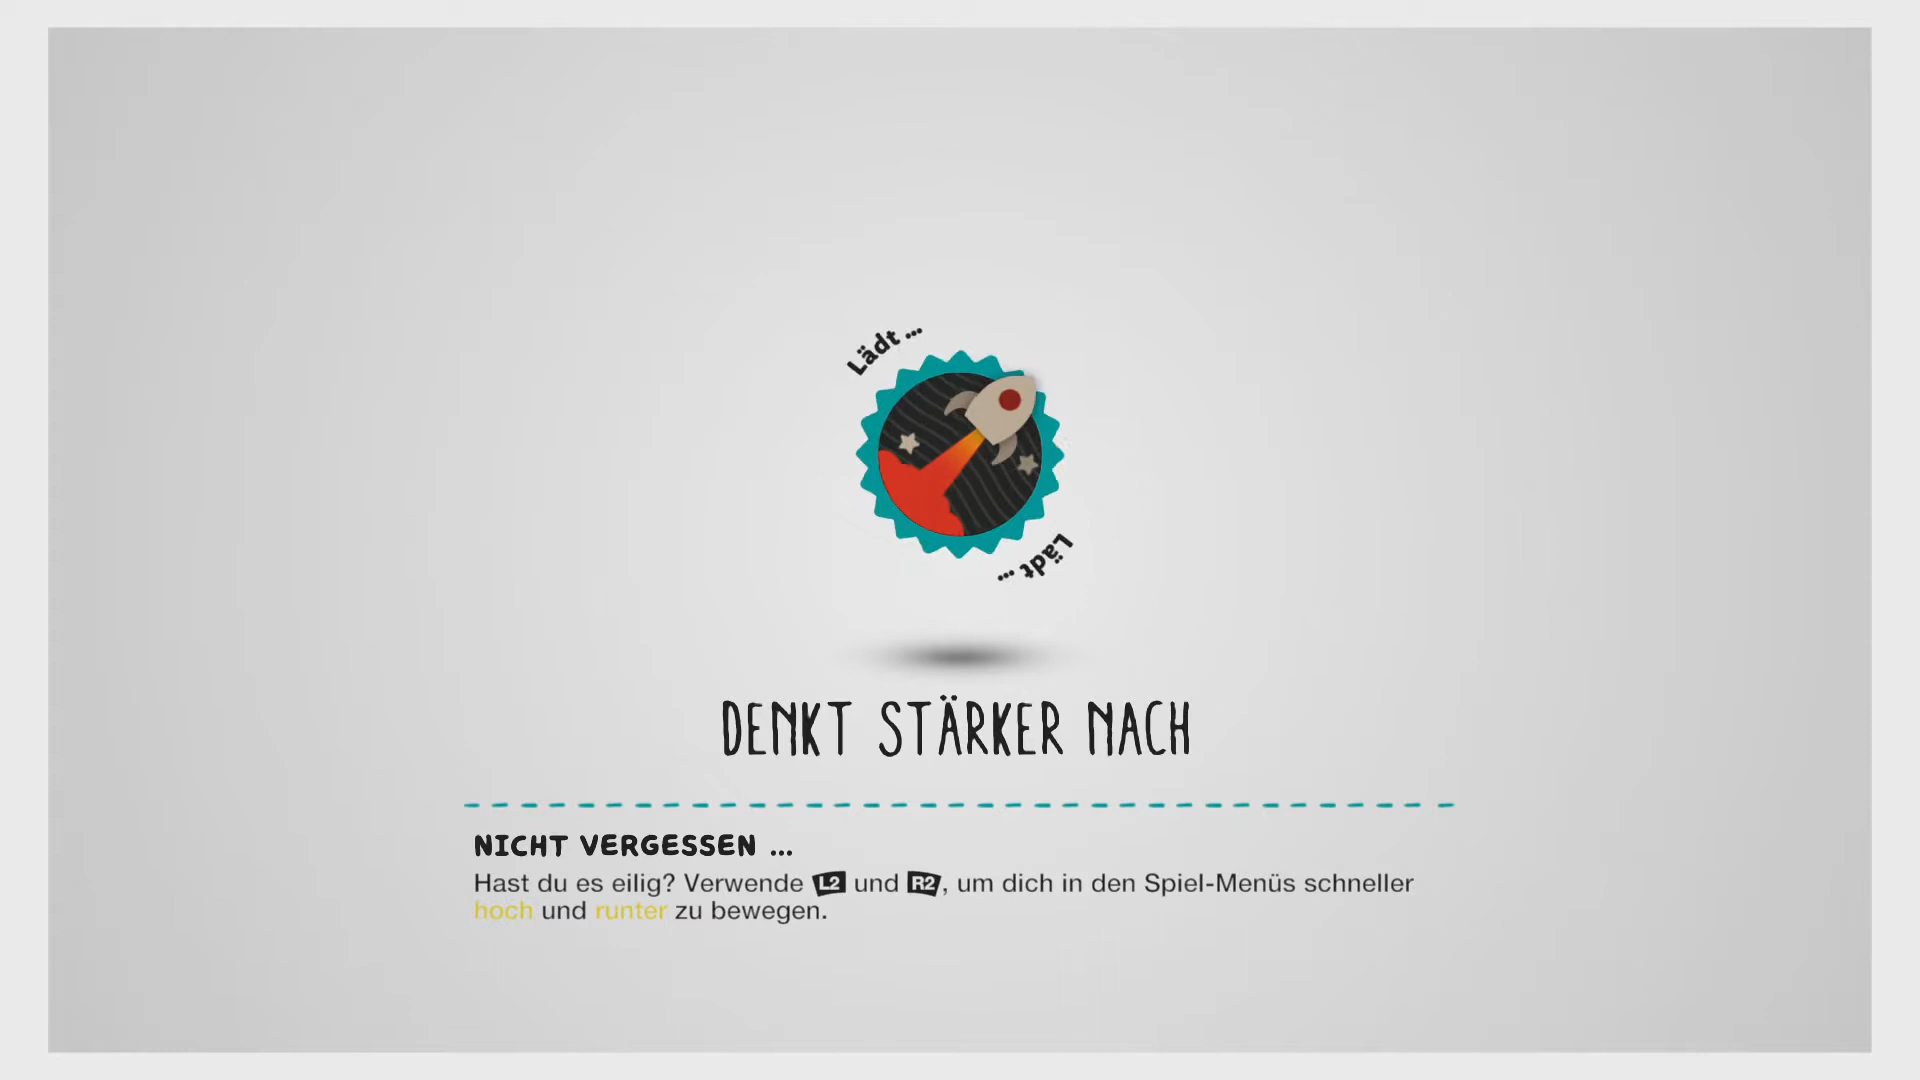 Lädt ...
Lädt ...
DENKT STÄRKER NACH
NICHT VERGESSEN ...
Hast du es eilig? Verwende L2 und R2, um dich in den Spiel-Menüs schneller
hoch und runter zu bewegen.